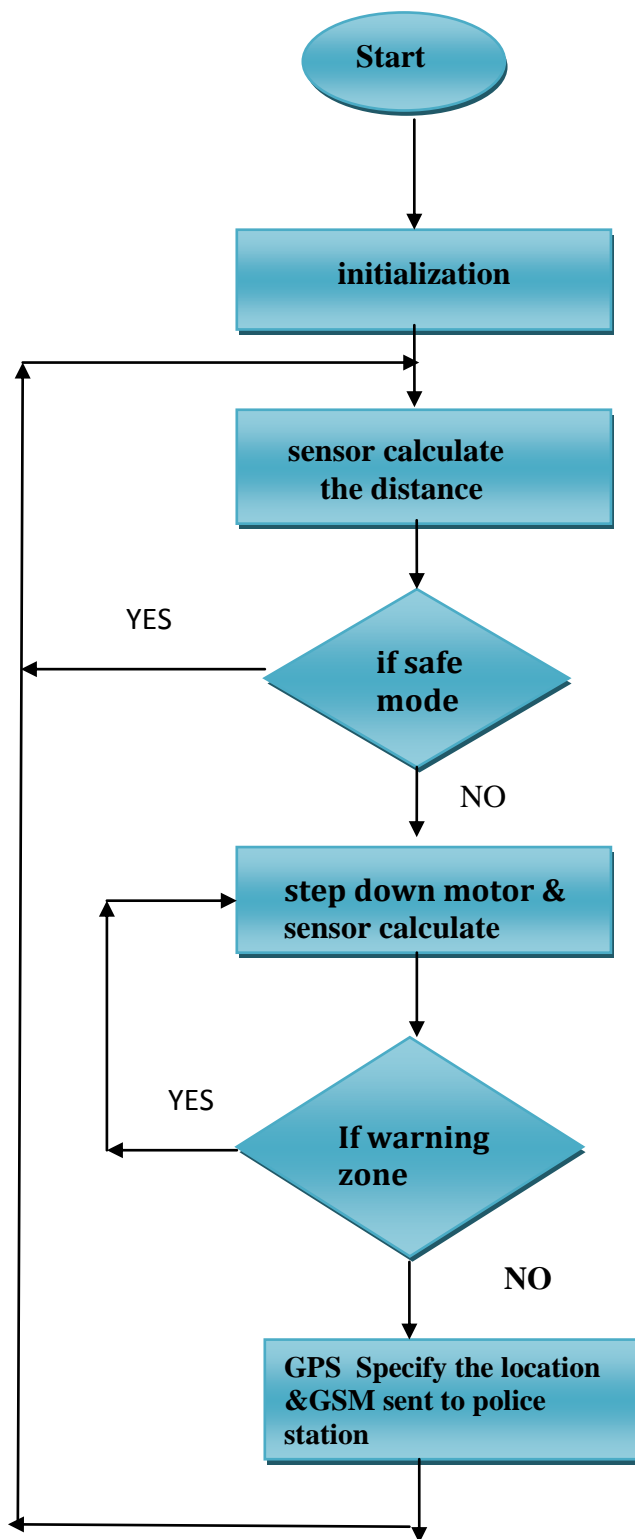 Start
initialization
sensor calculate
the distance
YES
if safe
mode
NO
step down motor &
sensor calculate
YES
If warning
zone
NO
GPS Specify the location
&GSM sent to police
station